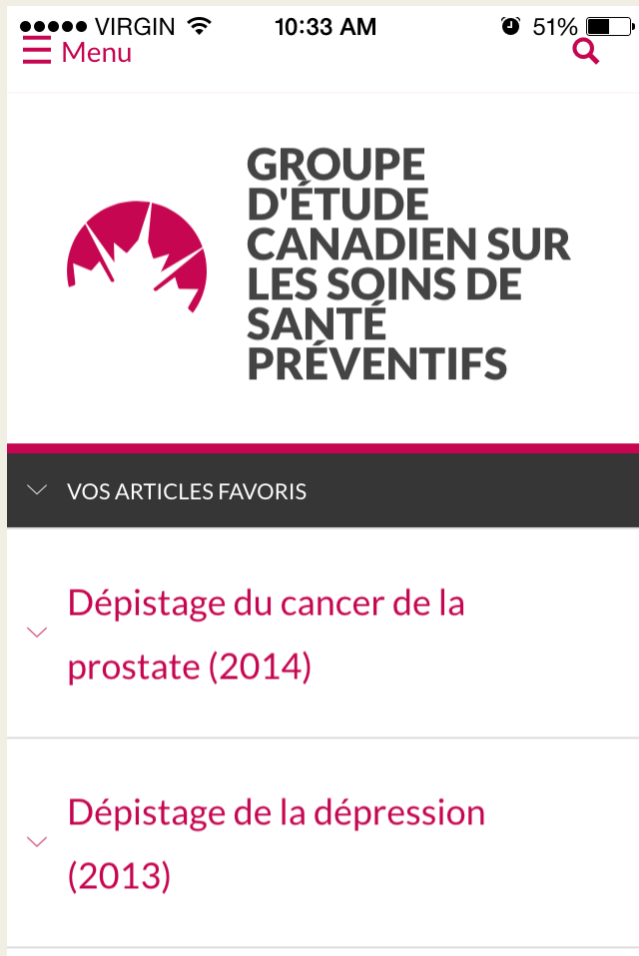 VIRGIN 10:33 AM 51%
Menu
GROUPE
D'ÉTUDE
CANADIEN SUR
LES SOINS DE
SANTÉ
PRÉVENTIFS
VOS ARTICLES FAVORIS
Dépistage du cancer de la
prostate (2014)
Dépistage de la dépression
(2013)